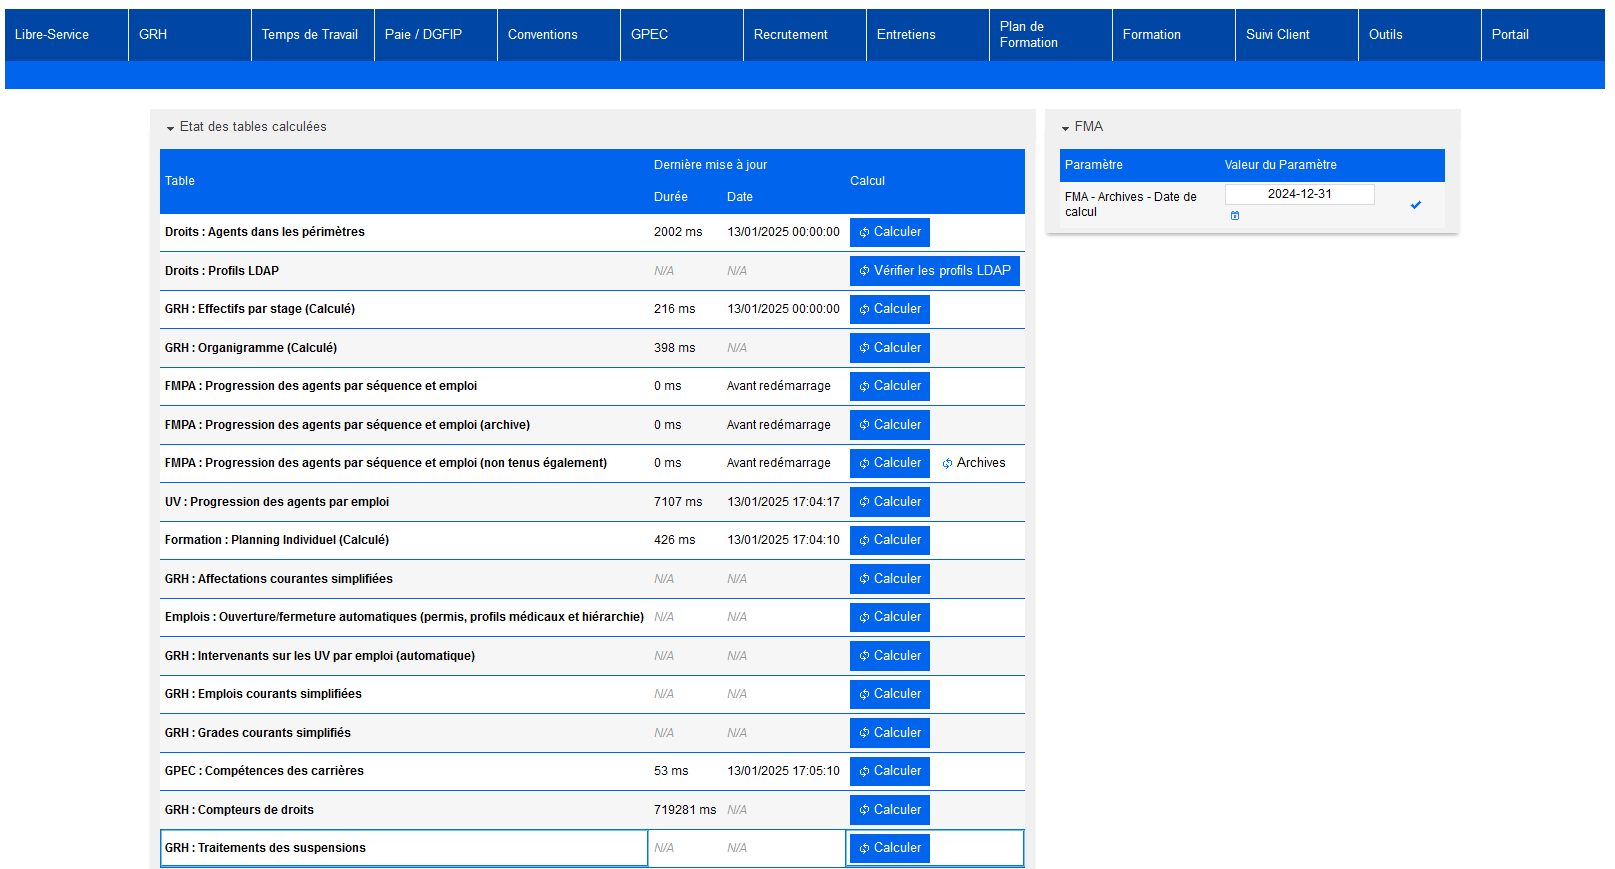 Libre-Service GRH Temps de Travail Paie / DGFIP Conventions GPEC Recrutement Entretiens Plan de Formation Formation Suivi Client Outils Portail
Etat des tables calculées
Table Dernière mise à jour Calcul
Durée Date
Droits : Agents dans les périmètres 2002 ms 13/01/2025 00:00:00 Calculer
Droits : Profils LDAP N/A N/A Vérifier les profils LDAP
GRH : Effectifs par stage (Calculé) 216 ms 13/01/2025 00:00:00 Calculer
GRH : Organigramme (Calculé) 398 ms N/A Calculer
FMPA : Progression des agents par séquence et emploi 0 ms Avant redémarrage Calculer
FMPA : Progression des agents par séquence et emploi (archive) 0 ms Avant redémarrage Calculer
FMPA : Progression des agents par séquence et emploi (non tenus également) 0 ms Avant redémarrage Calculer Archives
UV : Progression des agents par emploi 7107 ms 13/01/2025 17:04:17 Calculer
Formation : Planning Individuel (Calculé) 426 ms 13/01/2025 17:04:10 Calculer
GRH : Affectations courantes simplifiées N/A N/A Calculer
Emplois : Ouverture/fermeture automatiques (permis, profils médicaux et hiérarchie) N/A N/A Calculer
GRH : Intervenants sur les UV par emploi (automatique) N/A N/A Calculer
GRH : Emplois courants simplifiées N/A N/A Calculer
GRH : Grades courants simplifiés N/A N/A Calculer
GPEC : Compétences des carrières 53 ms 13/01/2025 17:05:10 Calculer
GRH : Compteurs de droits 719281 ms N/A Calculer
GRH : Traitements des suspensions N/A N/A Calculer
FMA
Paramètre Valeur du Paramètre
FMA - Archives - Date de calcul 2024-12-31